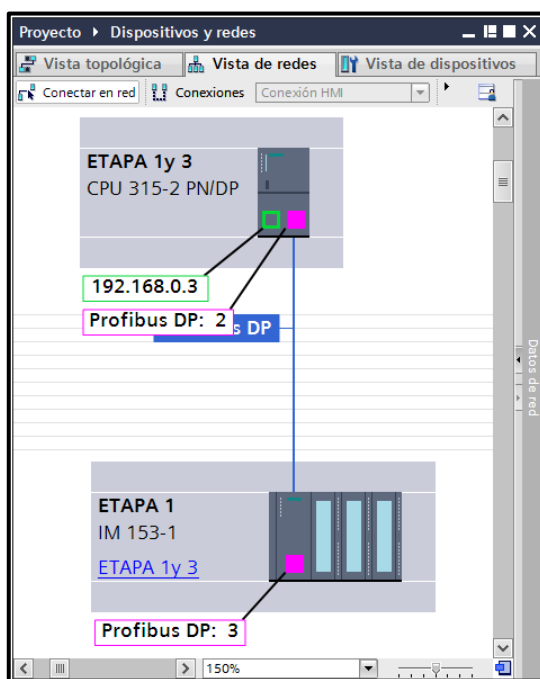 Proyecto ▸ Dispositivos y redes
Vista topológica
Vista de redes
Vista de dispositivos
Conectar en red
Conexiones
Conexión HMI
ETAPA 1y 3
CPU 315-2 PN/DP
192.168.0.3
Profibus DP: 2
s DP
ETAPA 1
IM 153-1
ETAPA 1y 3
Profibus DP: 3
150%
Datos de red